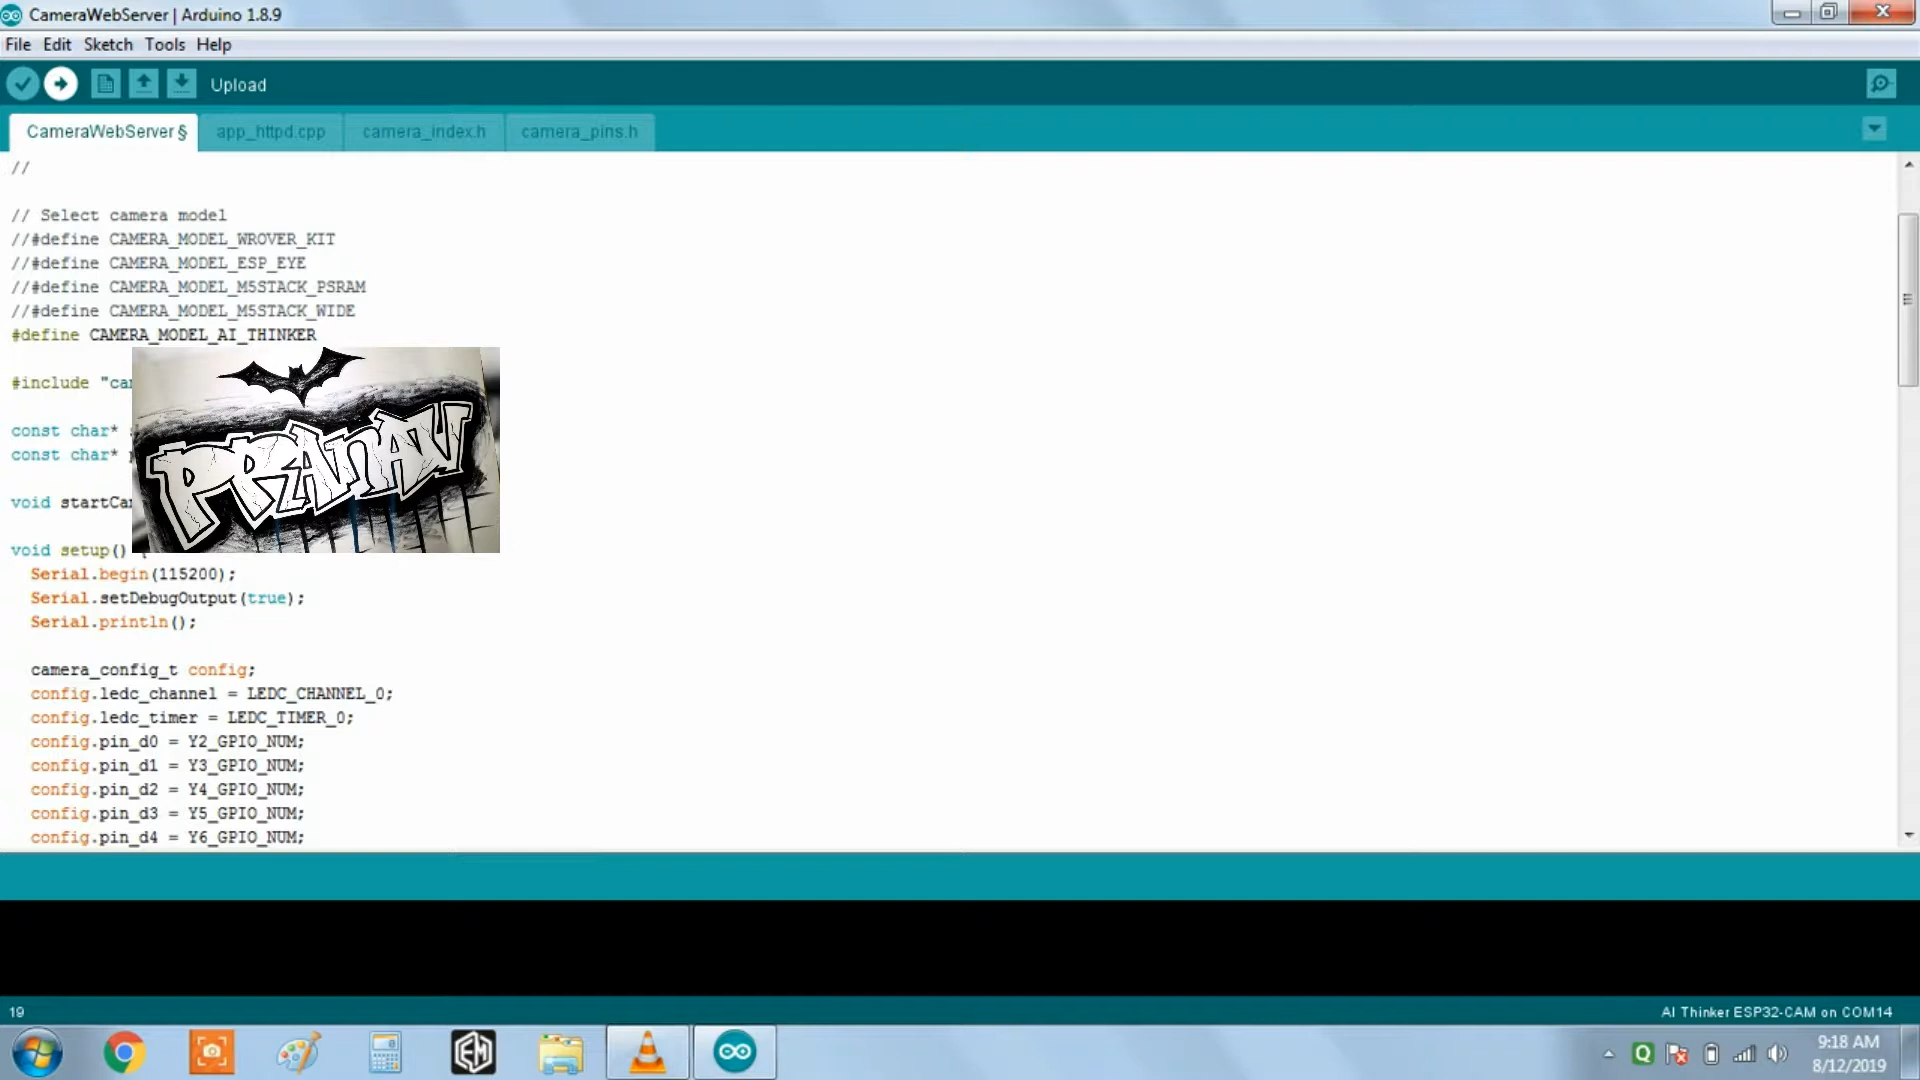 CameraWebServer | Arduino 1.8.9
File Edit Sketch Tools Help
Upload
CameraWebServer § app_httpd.cpp camera_index.h camera_pins.h
//
// Select camera model
//#define CAMERA_MODEL_WROVER_KIT
//#define CAMERA_MODEL_ESP_EYE
//#define CAMERA_MODEL_M5STACK_PSRAM
//#define CAMERA_MODEL_M5STACK_WIDE
#define CAMERA_MODEL_AI_THINKER
#include "ca
const char*
const char*
PRANAV
void startCa
void setup() {
Serial.begin(115200);
Serial.setDebugOutput(true);
Serial.println();
camera_config_t config;
config.ledc_channel = LEDC_CHANNEL_0;
config.ledc_timer = LEDC_TIMER_0;
config.pin_d0 = Y2_GPIO_NUM;
config.pin_d1 = Y3_GPIO_NUM;
config.pin_d2 = Y4_GPIO_NUM;
config.pin_d3 = Y5_GPIO_NUM;
config.pin_d4 = Y6_GPIO_NUM;
19
AI Thinker ESP32-CAM on COM14
EM
Q
9:18 AM
8/12/2019